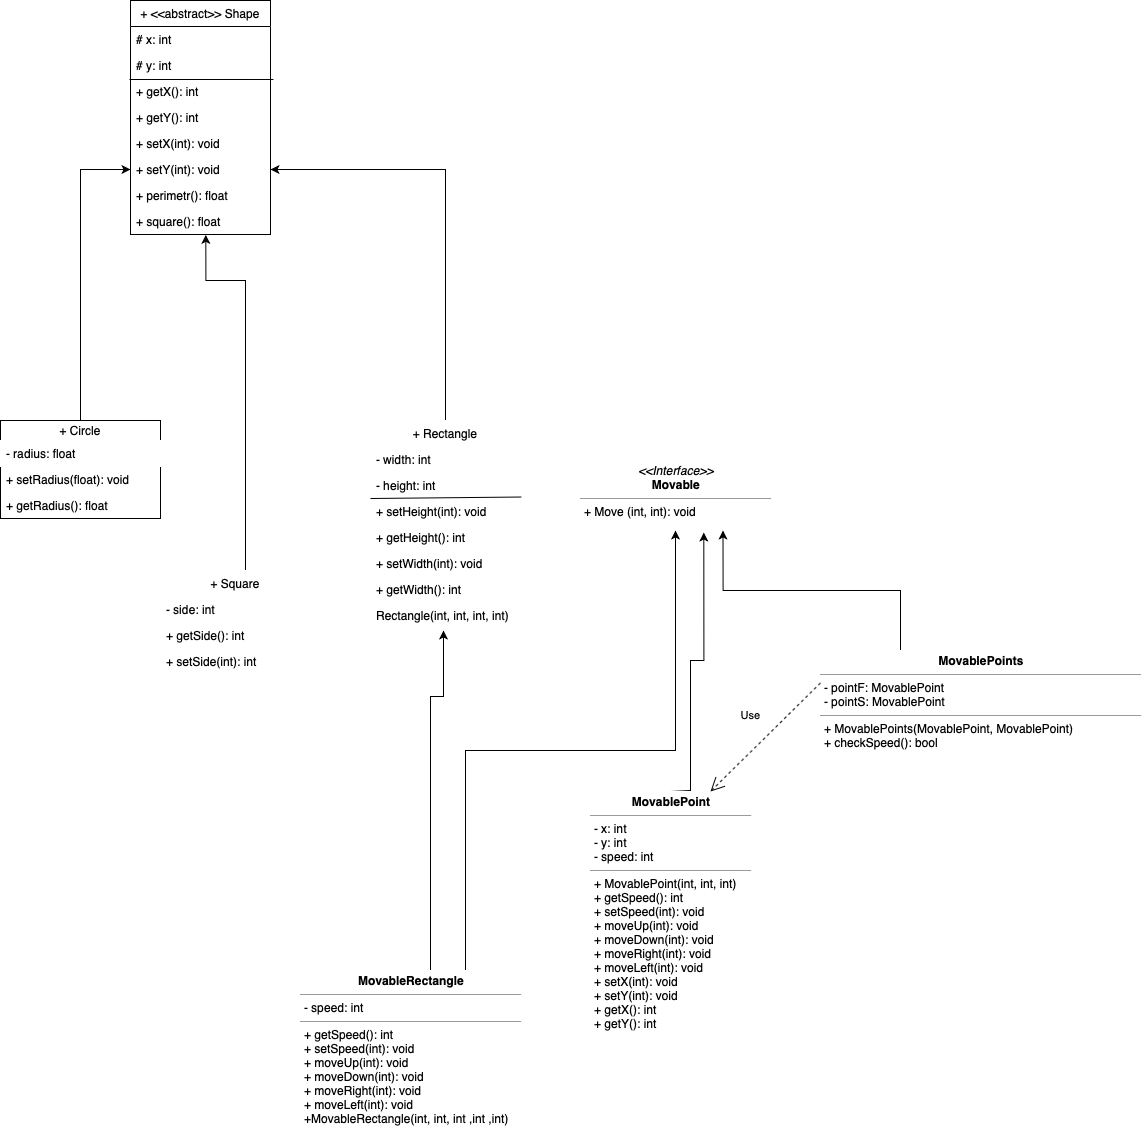 + <<abstract>> Shape
# x: int
# y: int
+ getX(): int
+ getY(): int
+ setX(int): void
+ setY(int): void
+ perimetr(): float
+ square(): float
+ Circle
- radius: float
+ setRadius(float): void
+ getRadius(): float
+ Square
- side: int
+ getSide(): int
+ setSide(int): int
+ Rectangle
- width: int
- height: int
+ setHeight(int): void
+ getHeight(): int
+ setWidth(int): void
+ getWidth(): int
Rectangle(int, int, int, int)
<<Interface>>
Movable
+ Move (int, int): void
MovablePoints
- pointF: MovablePoint
- pointS: MovablePoint
+ MovablePoints(MovablePoint, MovablePoint)
+ checkSpeed(): bool
Use
MovablePoint
- x: int
- y: int
- speed: int
+ MovablePoint(int, int, int)
+ getSpeed(): int
+ setSpeed(int): void
+ moveUp(int): void
+ moveDown(int): void
+ moveRight(int): void
+ moveLeft(int): void
+ setX(int): void
+ setY(int): void
+ getX(): int
+ getY(): int
MovableRectangle
- speed: int
+ getSpeed(): int
+ setSpeed(int): void
+ moveUp(int): void
+ moveDown(int): void
+ moveRight(int): void
+ moveLeft(int): void
+MovableRectangle(int, int, int ,int ,int)